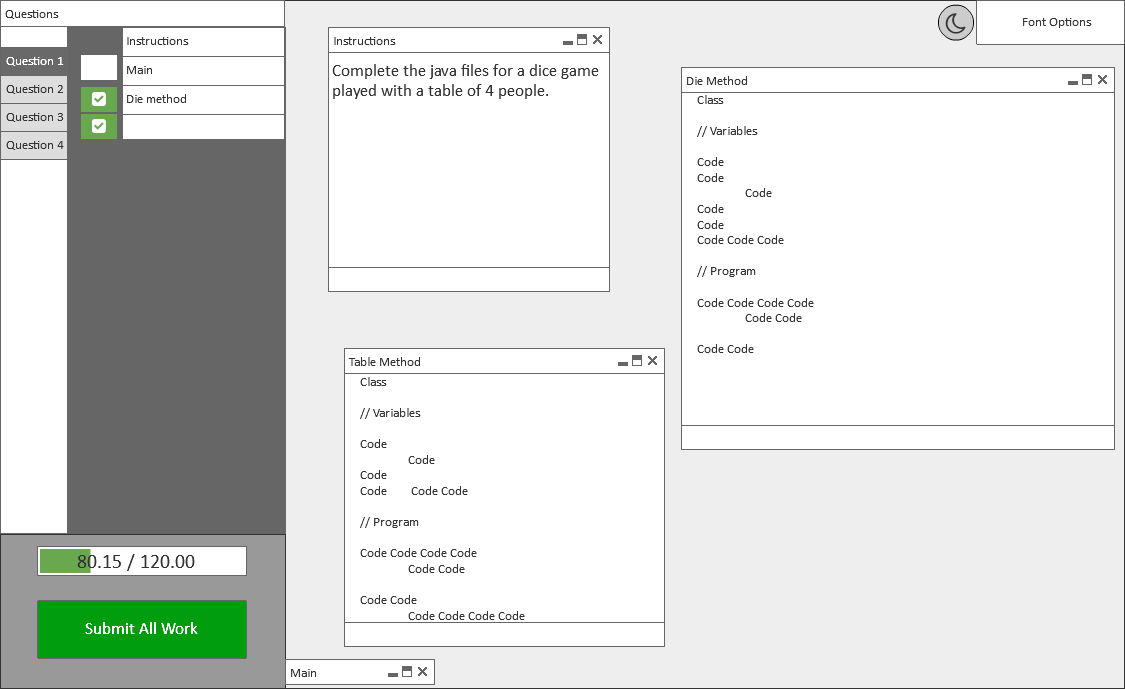 Questions
Question 1
Question 2
Question 3
Question 4
Instructions
Main
Die method
80.15 / 120.00
Submit All Work
Instructions
Complete the java files for a dice game
played with a table of 4 people.
Table Method
Class
// Variables
Code
Code
Code
Code Code Code
// Program
Code Code Code Code
Code Code
Code Code
Code Code Code Code
Main
Font Options
Die Method
Class
// Variables
Code
Code
Code
Code
Code
Code Code Code
// Program
Code Code Code Code
Code Code
Code Code